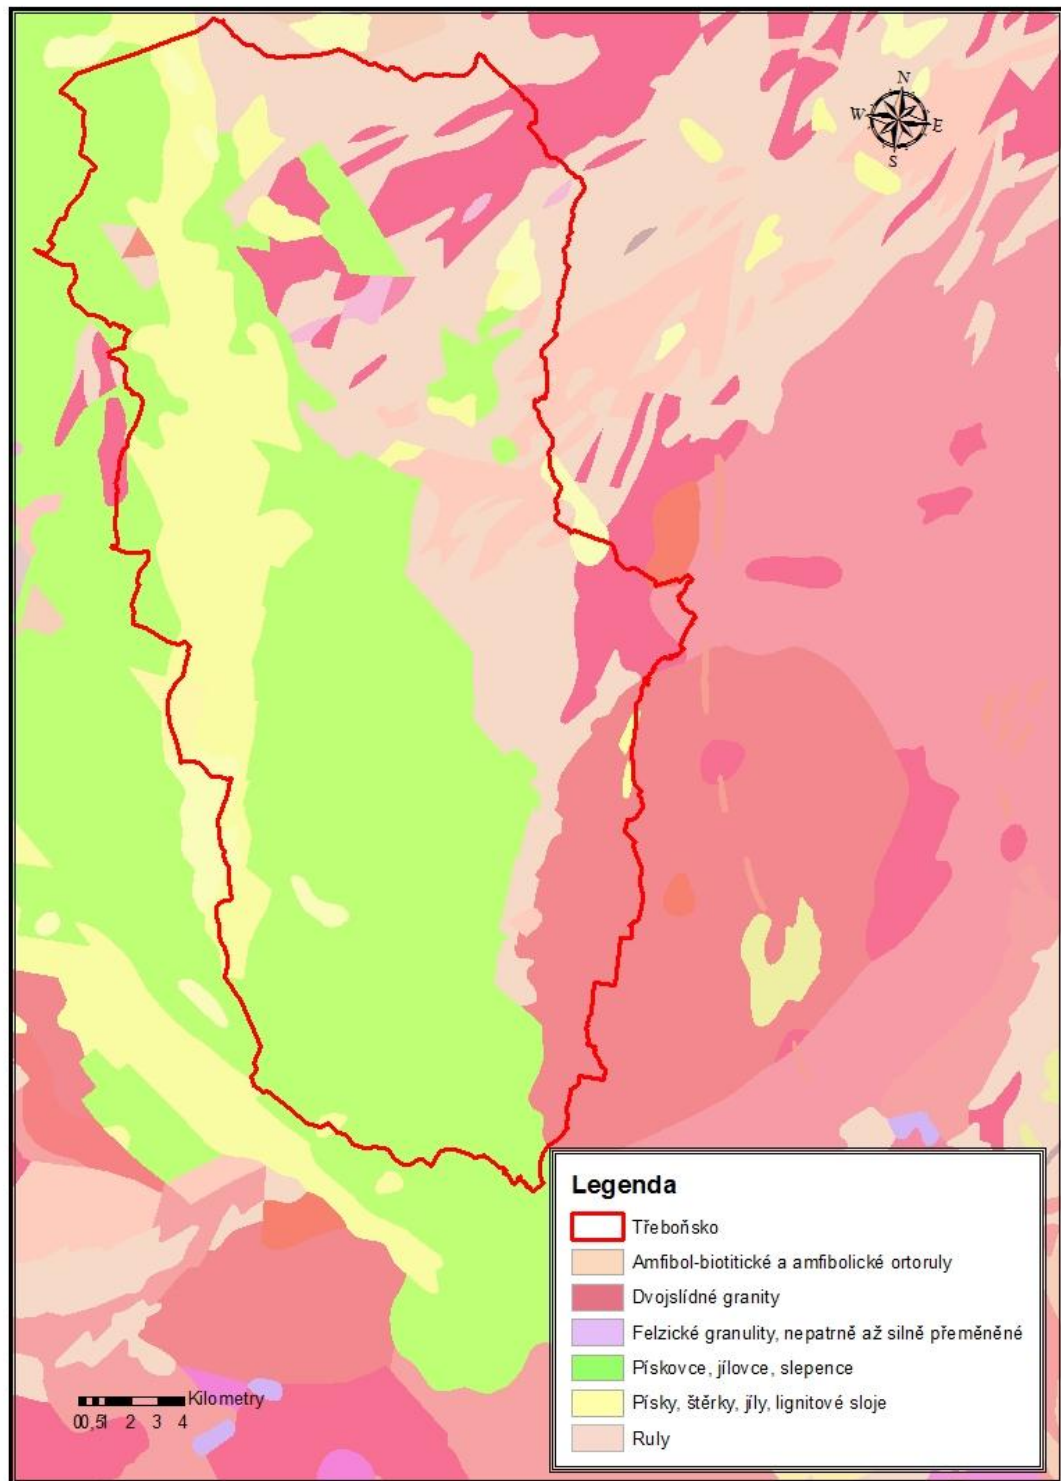 N
W E
S
Legenda
Třeboňsko
Amfibol-biotitické a amfibolické ortoruly
Dvojslídné granity
Felzické granulity, nepatrně až silně přeměněné
Pískovce, jílovce, slepence
Písky, štěrky, jíly, lignitové sloje
Ruly
Kilometry
0 0,5 1 2 3 4